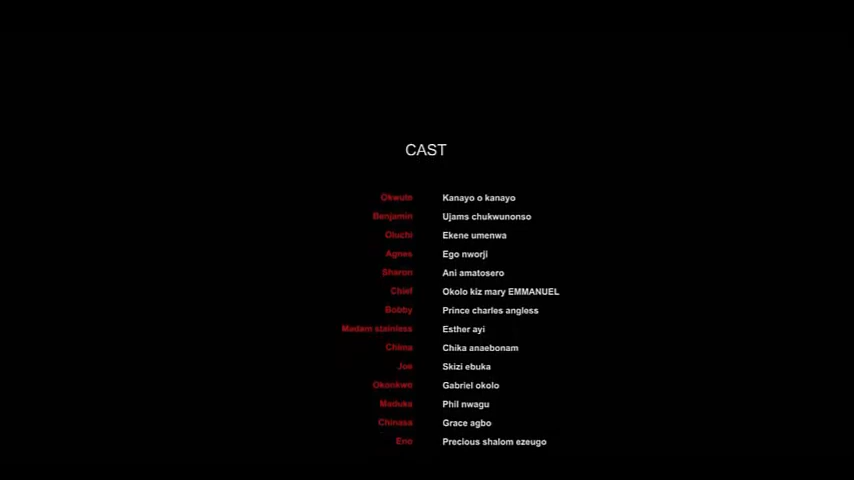 CAST
Okwute Kanayo o kanayo
Benjamin Ujams chukwunonso
Oluchi Ekene umenwa
Agnes Ego nworji
Sharon Ani amatosero
Chief Okolo kiz mary EMMANUEL
Bobby Prince charles angless
Madam stainless Esther ayi
Chima Chika anaebonam
Joe Skizi ebuka
Okonkwo Gabriel okolo
Maduka Phil nwagu
Chinasa Grace agbo
Eno Precious shalom ezeugo